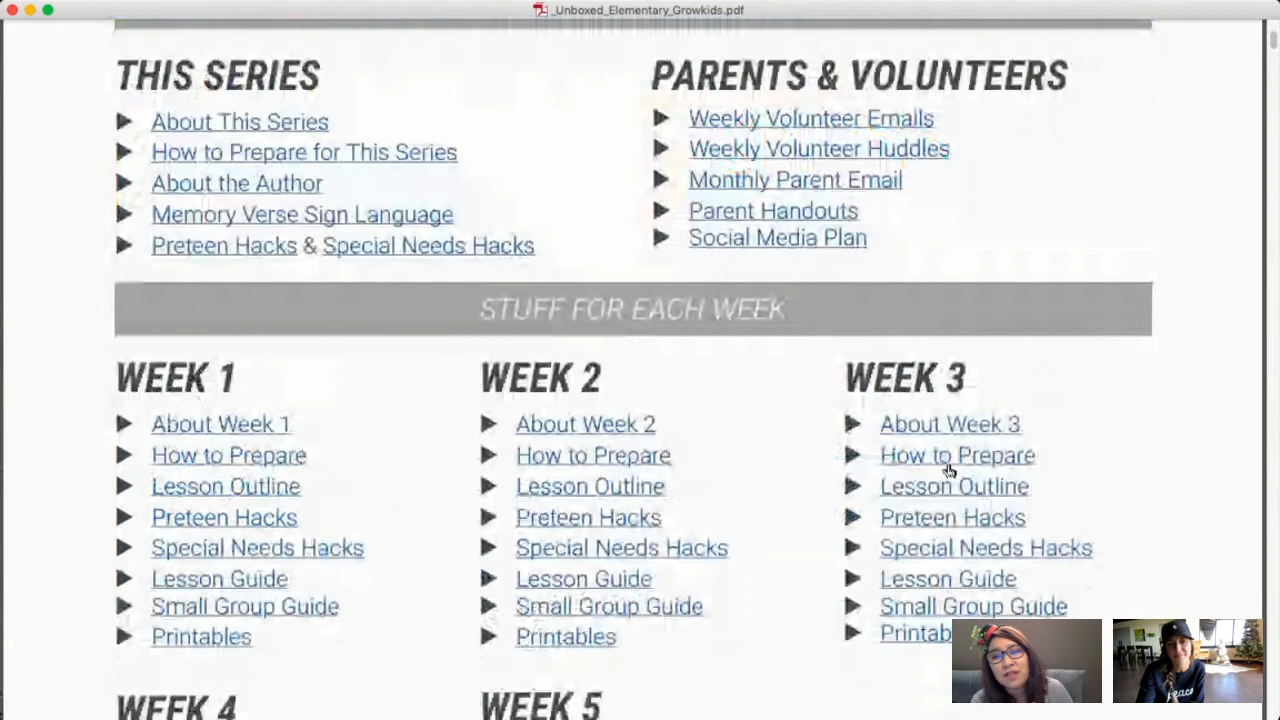 _Unboxed_Elementary_Growkids.pdf
THIS SERIES
About This Series
How to Prepare for This Series
About the Author
Memory Verse Sign Language
Preteen Hacks & Special Needs Hacks
PARENTS & VOLUNTEERS
Weekly Volunteer Emails
Weekly Volunteer Huddles
Monthly Parent Email
Parent Handouts
Social Media Plan
STUFF FOR EACH WEEK
WEEK 1
About Week 1
How to Prepare
Lesson Outline
Preteen Hacks
Special Needs Hacks
Lesson Guide
Small Group Guide
Printables
WEEK 2
About Week 2
How to Prepare
Lesson Outline
Preteen Hacks
Special Needs Hacks
Lesson Guide
Small Group Guide
Printables
WEEK 3
About Week 3
How to Prepare
Lesson Outline
Preteen Hacks
Special Needs Hacks
Lesson Guide
Small Group Guide
Printab
WEEK 4
WEEK 5
peace